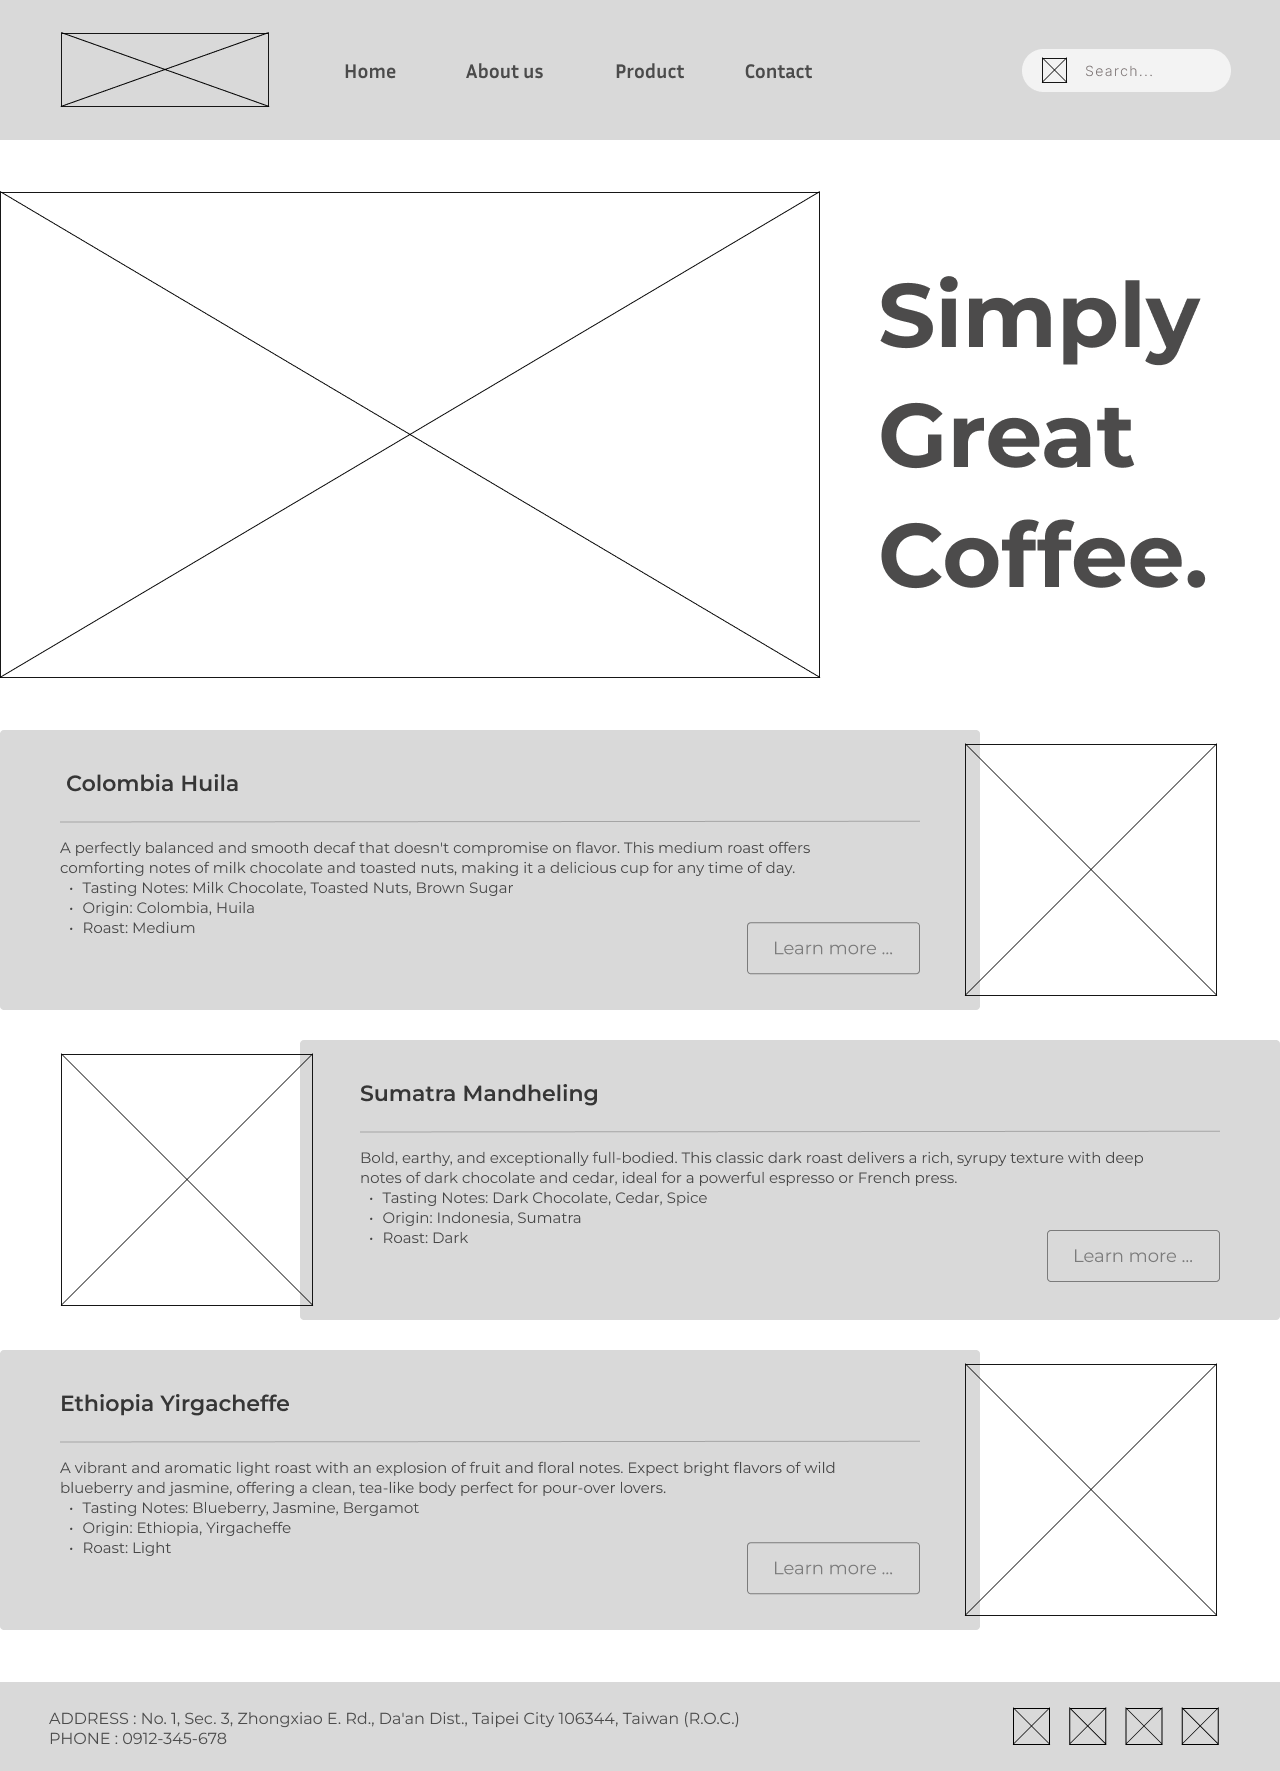 Home About us Product Contact Search...
Simply
Great
Coffee.
Colombia Huila
A perfectly balanced and smooth decaf that doesn't compromise on flavor. This medium roast offers
comforting notes of milk chocolate and toasted nuts, making it a delicious cup for any time of day.
• Tasting Notes: Milk Chocolate, Toasted Nuts, Brown Sugar
• Origin: Colombia, Huila
• Roast: Medium
Learn more ...
Sumatra Mandheling
Bold, earthy, and exceptionally full-bodied. This classic dark roast delivers a rich, syrupy texture with deep
notes of dark chocolate and cedar, ideal for a powerful espresso or French press.
• Tasting Notes: Dark Chocolate, Cedar, Spice
• Origin: Indonesia, Sumatra
• Roast: Dark
Learn more ...
Ethiopia Yirgacheffe
A vibrant and aromatic light roast with an explosion of fruit and floral notes. Expect bright flavors of wild
blueberry and jasmine, offering a clean, tea-like body perfect for pour-over lovers.
• Tasting Notes: Blueberry, Jasmine, Bergamot
• Origin: Ethiopia, Yirgacheffe
• Roast: Light
Learn more ...
ADDRESS : No. 1, Sec. 3, Zhongxiao E. Rd., Da'an Dist., Taipei City 106344, Taiwan (R.O.C.)
PHONE : 0912-345-678